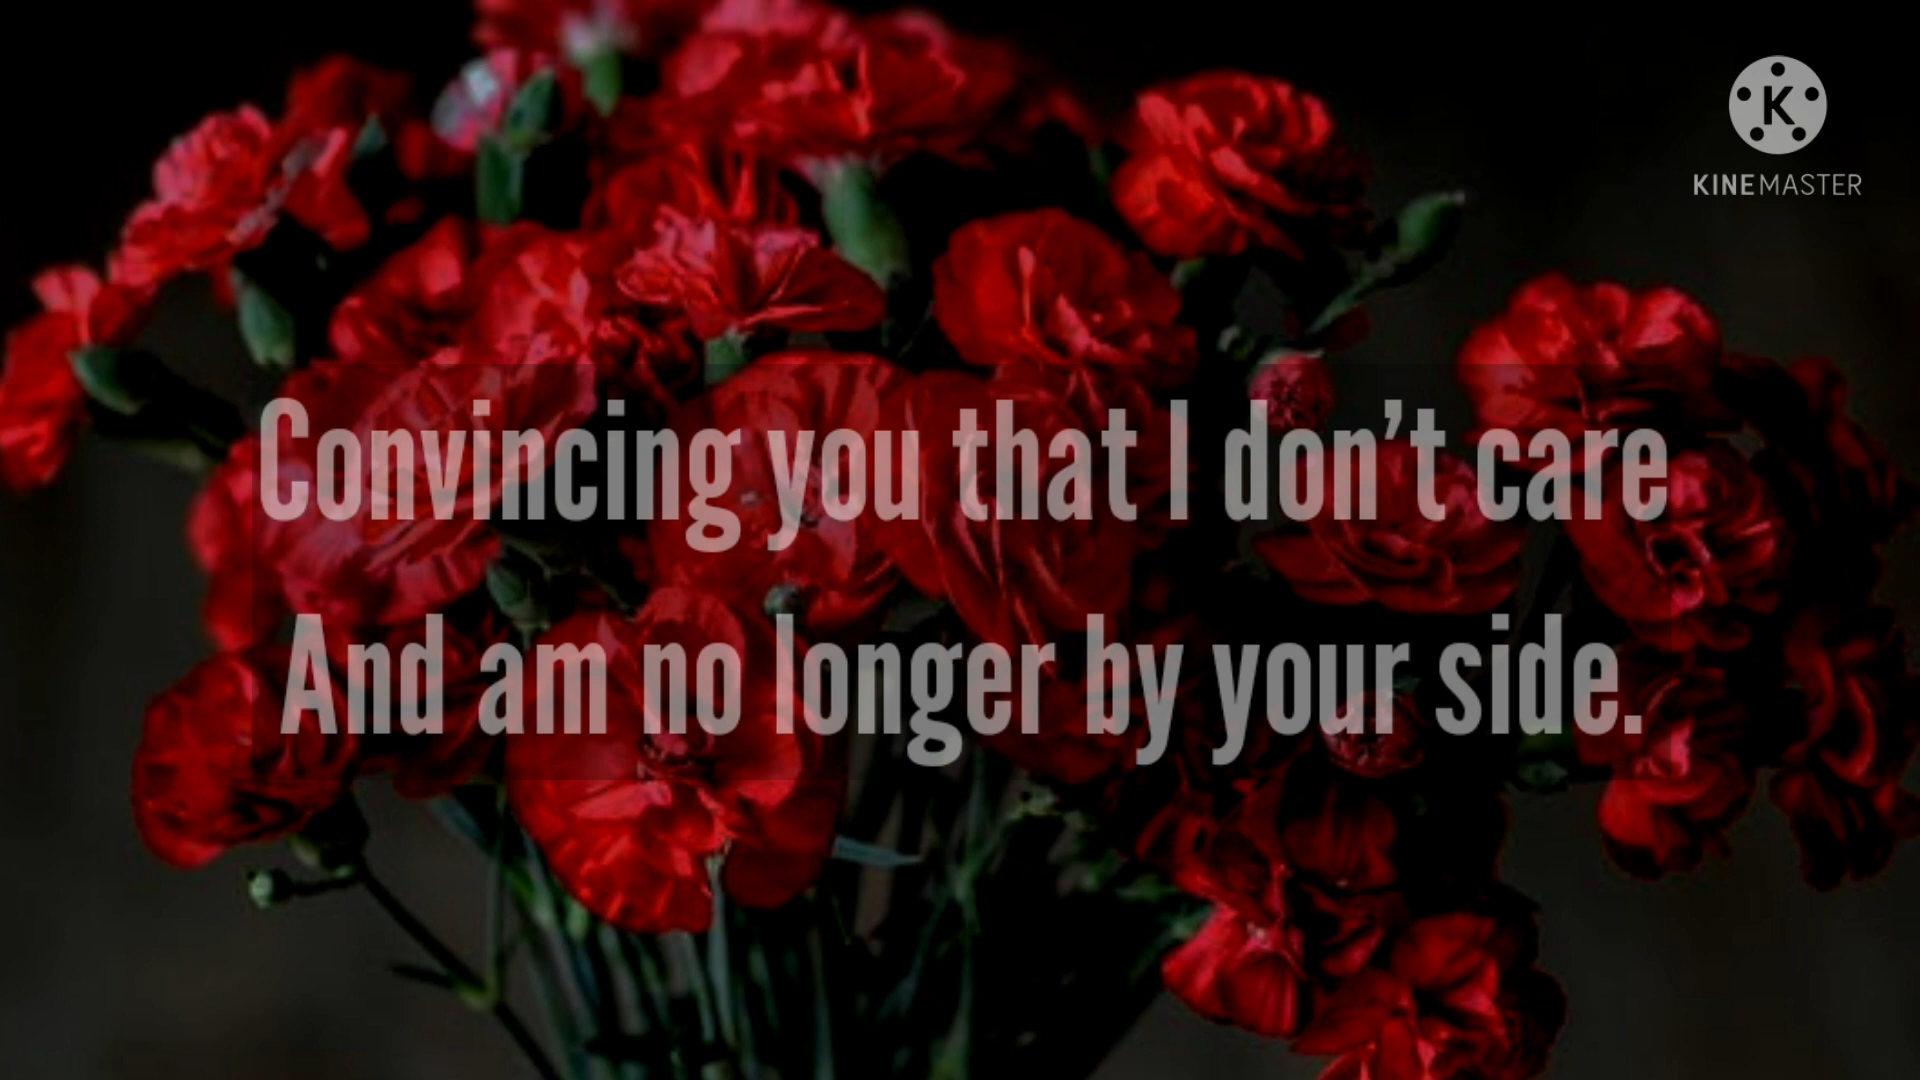 K
KINEMASTER
Convincing you that I don’t care
And am no longer by your side.